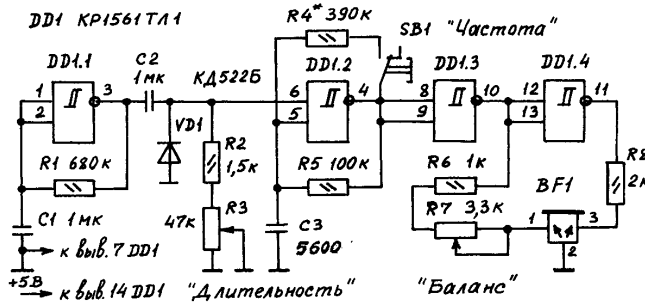 DD1 КР1561ТЛ1
R4* 390к
SB1 "Частота"
DD1.1
C2
1мк
КД522Б
DD1.2
DD1.3
DD1.4
1
2
3
6
5
4
8
9
10
12
13
11
VD1
R2
1,5к
R1 680к
R5 100к
R6 1к
BF1
R8
2к
C1 1мк
47к
R3
C3
5600
R7
3,3к
1
3
2
к выв. 7 DD1
+5В
к выв. 14 DD1
"Длительность"
"Баланс"